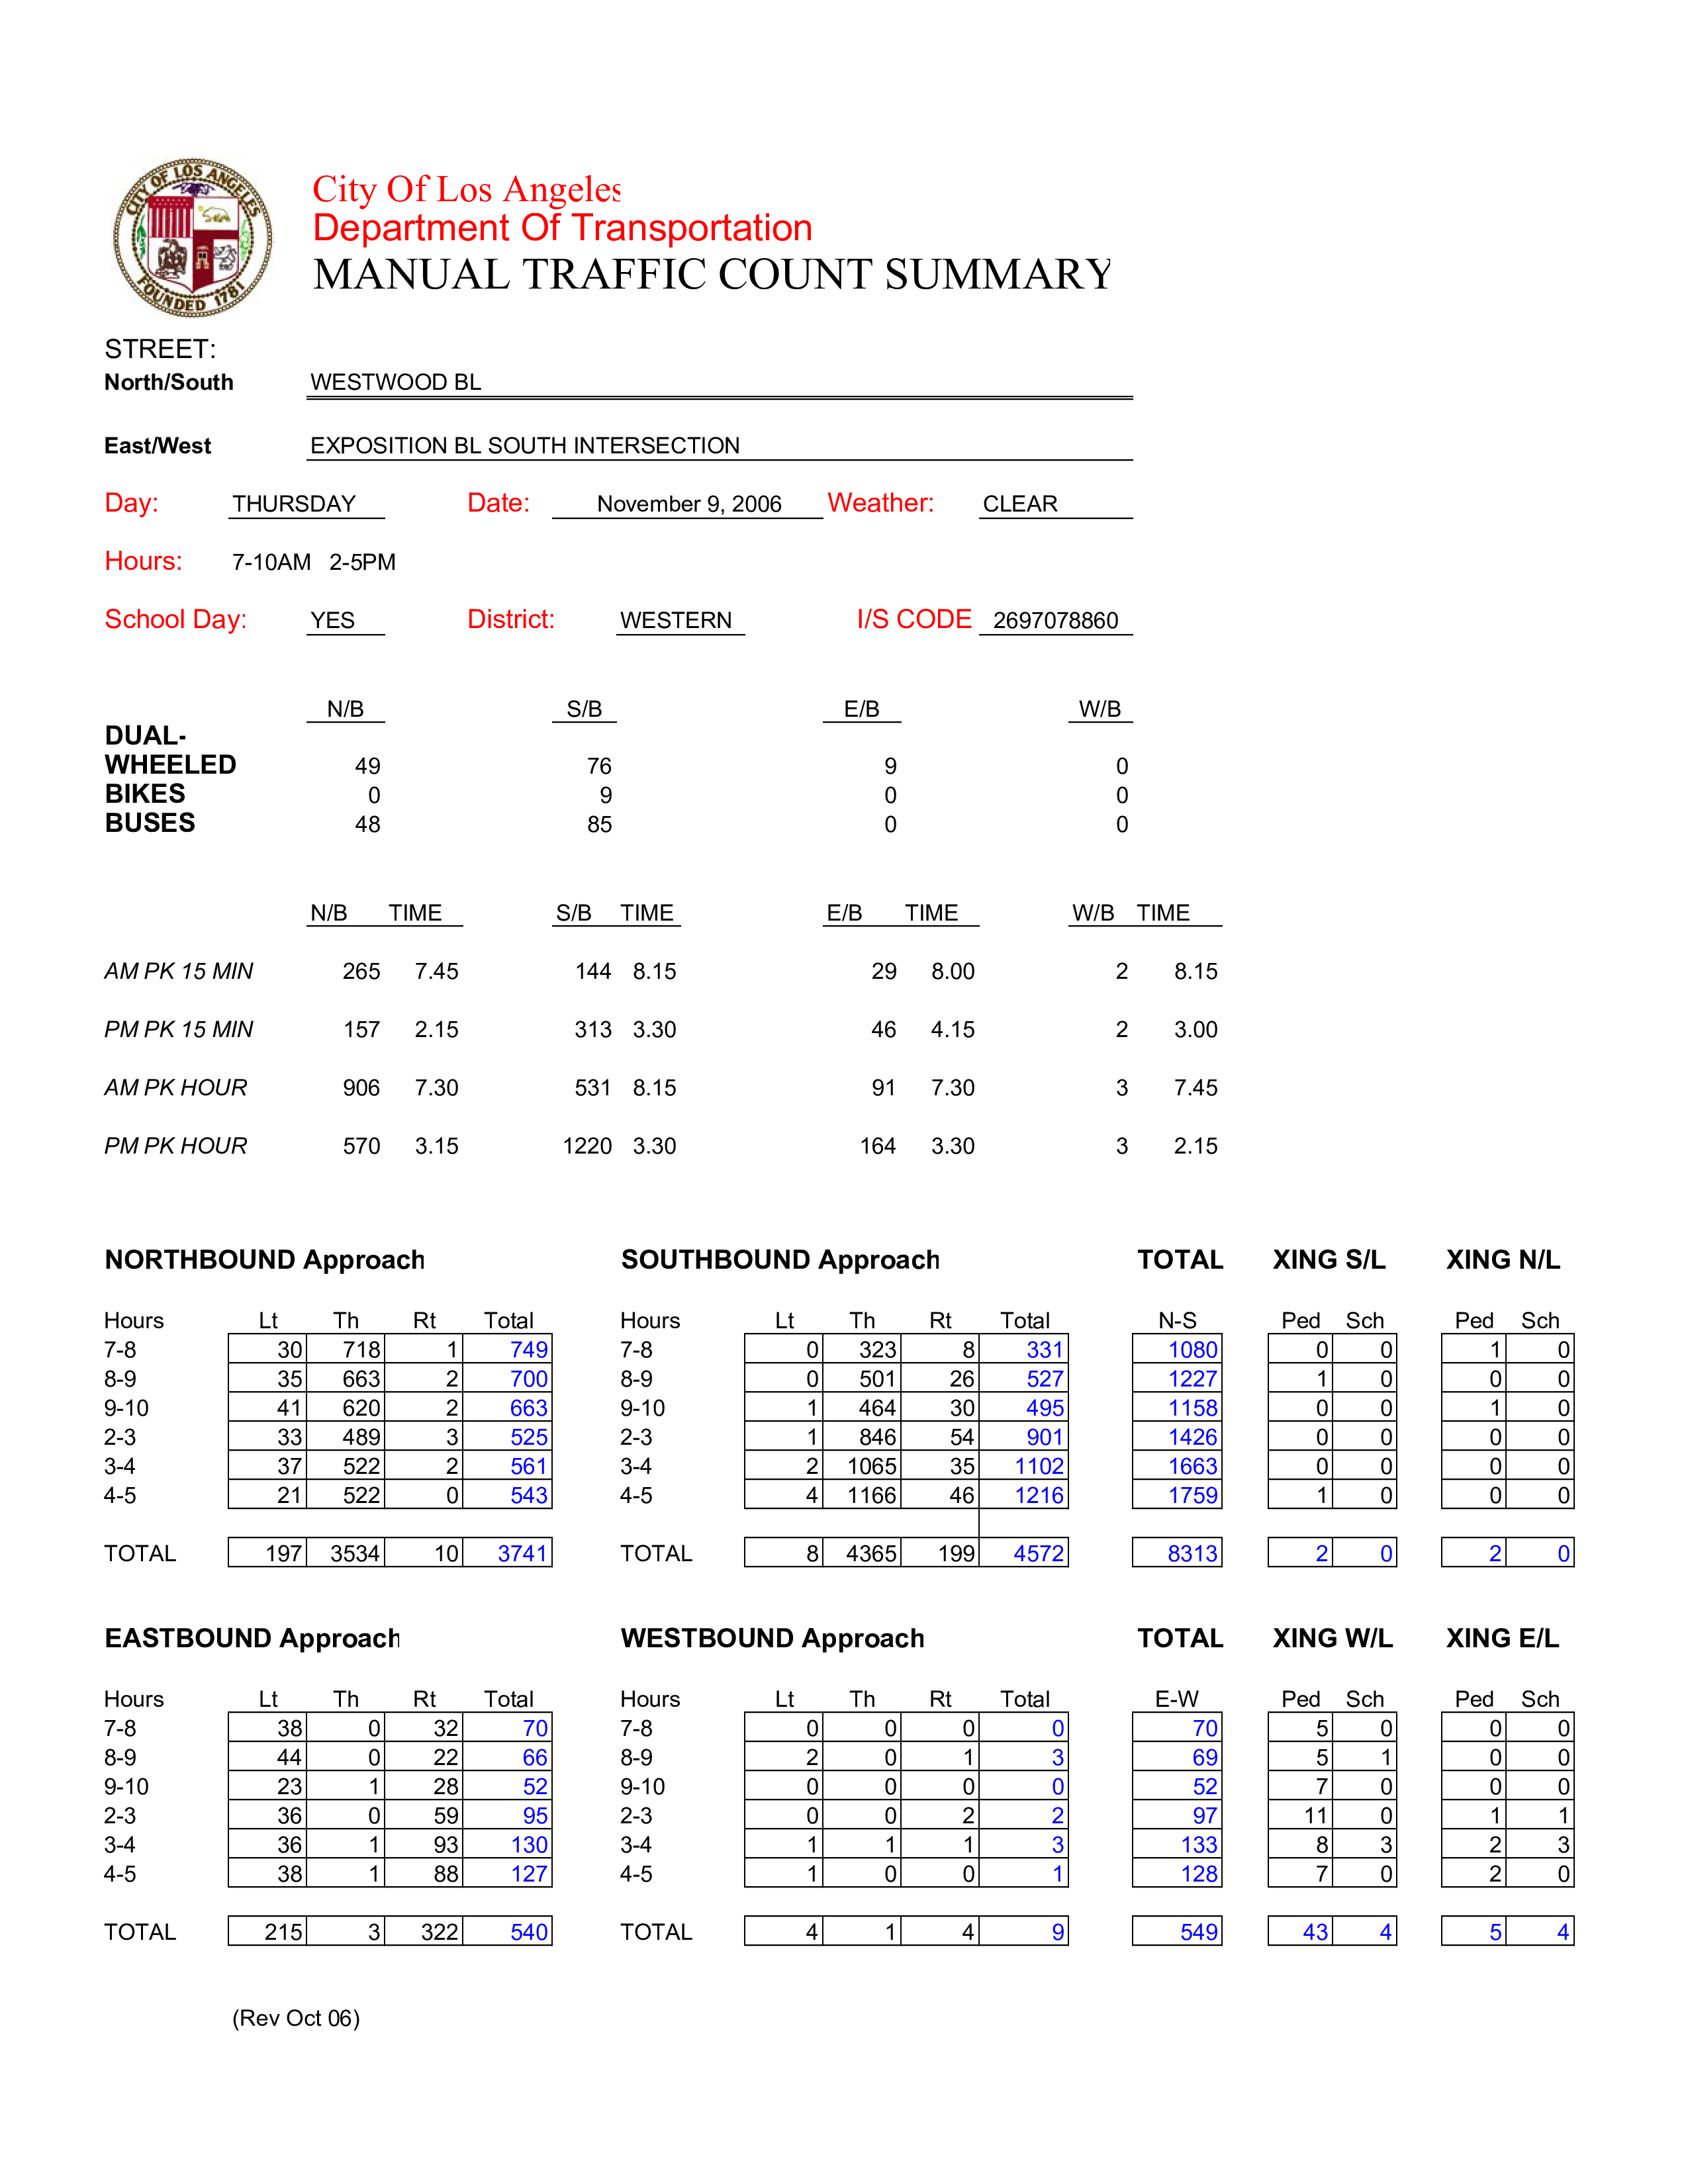 CITY OF LOS ANGELES
FOUNDED 1781
City Of Los Angeles
Department Of Transportation
MANUAL TRAFFIC COUNT SUMMARY
STREET:
North/South WESTWOOD BL
East/West EXPOSITION BL SOUTH INTERSECTION
Day: THURSDAY Date: November 9, 2006 Weather: CLEAR
Hours: 7-10AM 2-5PM
School Day: YES District: WESTERN I/S CODE 2697078860
N/B S/B E/B W/B
DUAL-
WHEELED 49 76 9 0
BIKES 0 9 0 0
BUSES 48 85 0 0
N/B TIME S/B TIME E/B TIME W/B TIME
AM PK 15 MIN 265 7.45 144 8.15 29 8.00 2 8.15
PM PK 15 MIN 157 2.15 313 3.30 46 4.15 2 3.00
AM PK HOUR 906 7.30 531 8.15 91 7.30 3 7.45
PM PK HOUR 570 3.15 1220 3.30 164 3.30 3 2.15
NORTHBOUND Approach SOUTHBOUND Approach TOTAL XING S/L XING N/L
Hours Lt Th Rt Total Hours Lt Th Rt Total N-S Ped Sch Ped Sch
7-8 30 718 1 749 7-8 0 323 8 331 1080 0 0 1 0
8-9 35 663 2 700 8-9 0 501 26 527 1227 1 0 0 0
9-10 41 620 2 663 9-10 1 464 30 495 1158 0 0 1 0
2-3 33 489 3 525 2-3 1 846 54 901 1426 0 0 0 0
3-4 37 522 2 561 3-4 2 1065 35 1102 1663 0 0 0 0
4-5 21 522 0 543 4-5 4 1166 46 1216 1759 1 0 0 0
TOTAL 197 3534 10 3741 TOTAL 8 4365 199 4572 8313 2 0 2 0
EASTBOUND Approach WESTBOUND Approach TOTAL XING W/L XING E/L
Hours Lt Th Rt Total Hours Lt Th Rt Total E-W Ped Sch Ped Sch
7-8 38 0 32 70 7-8 0 0 0 0 70 5 0 0 0
8-9 44 0 22 66 8-9 2 0 1 3 69 5 1 0 0
9-10 23 1 28 52 9-10 0 0 0 0 52 7 0 0 0
2-3 36 0 59 95 2-3 0 0 2 2 97 11 0 1 1
3-4 36 1 93 130 3-4 1 1 1 3 133 8 3 2 3
4-5 38 1 88 127 4-5 1 0 0 1 128 7 0 2 0
TOTAL 215 3 322 540 TOTAL 4 1 4 9 549 43 4 5 4
(Rev Oct 06)